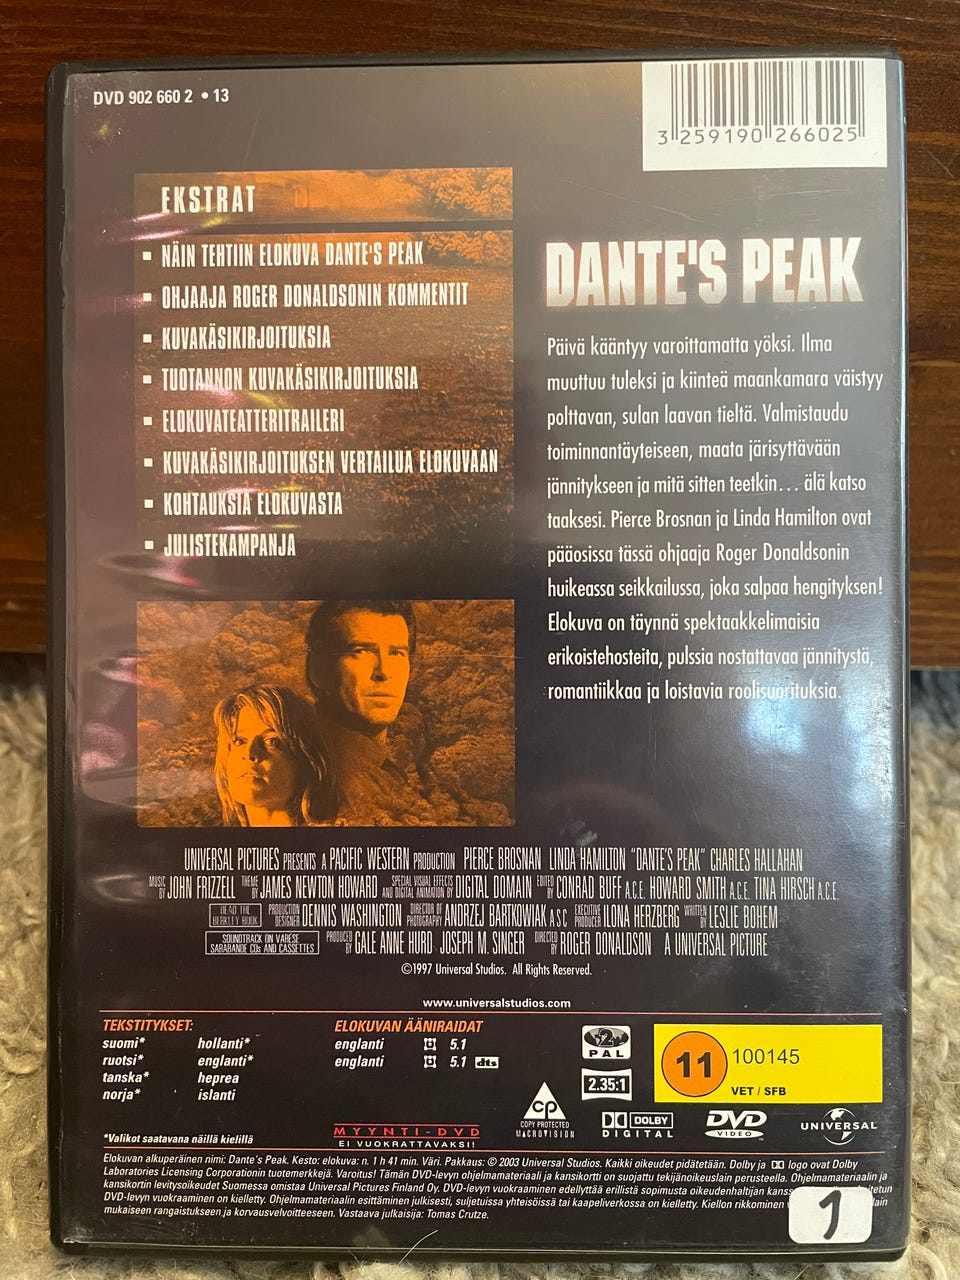 DVD 902 660 2 • 13
3 259190 266025
EKSTRAT
▪ NÄIN TEHTIIN ELOKUVA DANTE'S PEAK
▪ OHJAAJA ROGER DONALDSONIN KOMMENTIT
▪ KUVAKÄSIKIRJOITUKSIA
▪ TUOTANNON KUVAKÄSIKIRJOITUKSIA
▪ ELOKUVATEATTERITRAILERI
▪ KUVAKÄSIKIRJOITUKSEN VERTAILUA ELOKUVAAN
▪ KOHTAUKSIA ELOKUVASTA
▪ JULISTEKAMPANJA
DANTE'S PEAK
Päivä kääntyy varoittamatta yöksi. Ilma
muuttuu tuleksi ja kiinteä maankamara väistyy
polttavan, sulan laavan tieltä. Valmistaudu
toiminnantäyteiseen, maata järisyttävään
jännitykseen ja mitä sitten teetkin... älä katso
taaksesi. Pierce Brosnan ja Linda Hamilton ovat
pääosissa tässä ohjaaja Roger Donaldsonin
huikeassa seikkailussa, joka salpaa hengityksen!
Elokuva on täynnä spektaakkelimaisia
erikoistehosteita, pulssia nostattavaa jännitystä,
romantiikkaa ja loistavia roolisuorituksia.
UNIVERSAL PICTURES PRESENTS A PACIFIC WESTERN PRODUCTION PIERCE BROSNAN LINDA HAMILTON "DANTE'S PEAK" CHARLES HALLAHAN
MUSIC BY JOHN FRIZZELL THEME BY JAMES NEWTON HOWARD SPECIAL VISUAL EFFECTS AND DIGITAL ANIMATION BY DIGITAL DOMAIN EDITED BY CONRAD BUFF A.C.E. HOWARD SMITH A.C.E. TINA HIRSCH A.C.E.
READ THE BERKLEY BOOK PRODUCTION DESIGNER DENNIS WASHINGTON DIRECTOR OF PHOTOGRAPHY ANDRZEJ BARTKOWIAK A.S.C. EXECUTIVE PRODUCER ILONA HERZBERG WRITTEN BY LESLIE BOHEM
SOUNDTRACK ON VARESE SARABANDE CDs AND CASSETTES PRODUCED BY GALE ANNE HURD JOSEPH M. SINGER DIRECTED BY ROGER DONALDSON A UNIVERSAL PICTURE
©1997 Universal Studios. All Rights Reserved.
www.universalstudios.com
TEKSTITYKSET:
suomi* hollanti*
ruotsi* englanti*
tanska* heprea
norja* islanti
*Valikot saatavana näillä kielillä
ELOKUVAN ÄÄNIRAIDAT
englanti 5.1
englanti 5.1 dts
MYYNTI-DVD
EI VUOKRATTAVAKSI!
2
PAL
2.35:1
11 100145
VET / SFB
CP
COPY PROTECTED
MACROVISION
DOLBY
DIGITAL
DVD
VIDEO
UNIVERSAL
Elokuvan alkuperäinen nimi: Dante's Peak. Kesto: elokuva: n. 1 h 41 min. Väri. Pakkaus: © 2003 Universal Studios. Kaikki oikeudet pidätetään. Dolby ja logo ovat Dolby
Laboratories Licensing Corporationin tuotemerkkejä. Varoitus! Tämän DVD-levyn ohjelmamateriaali ja kansikortti on suojattu tekijänoikeuslain perusteella. Ohjelmamateriaalin ja
kansikortin levitysoikeudet Suomessa omistaa Universal Pictures Finland Oy. DVD-levyn vuokraaminen edellyttää erillistä sopimusta oikeudenhaltijan
DVD-levyn vuokraaminen on kielletty. Ohjelmamateriaalin esittäminen julkisesti, suljetuissa yhteisöissä tai kaapeliverkossa on kielletty. Kiellon rikkominen
mukaiseen rangaistukseen ja korvausvelvoitteeseen. Vastaava julkaisija: Tomas Crutze.
1